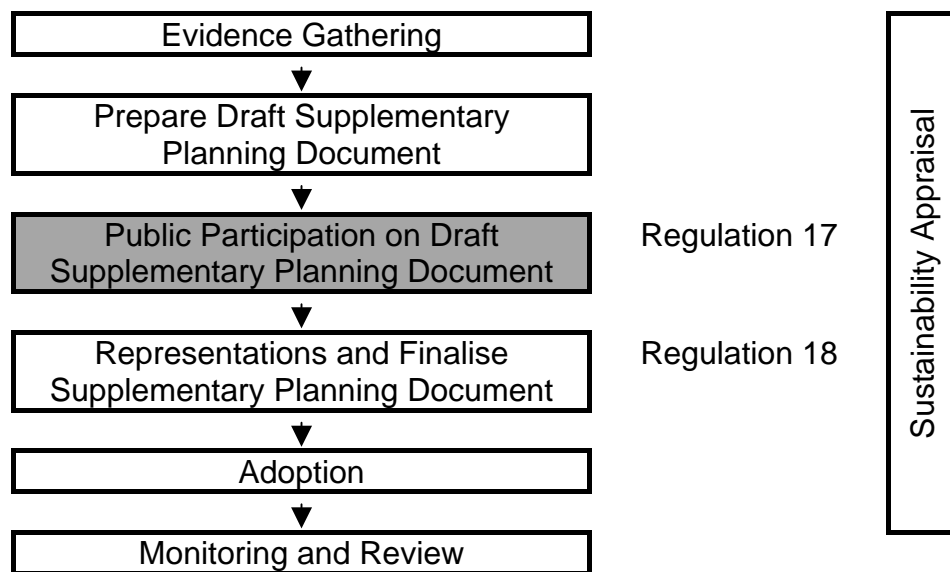 Evidence Gathering
Prepare Draft Supplementary
Planning Document
Public Participation on Draft
Supplementary Planning Document
Regulation 17
Representations and Finalise
Supplementary Planning Document
Regulation 18
Adoption
Monitoring and Review
Sustainability Appraisal